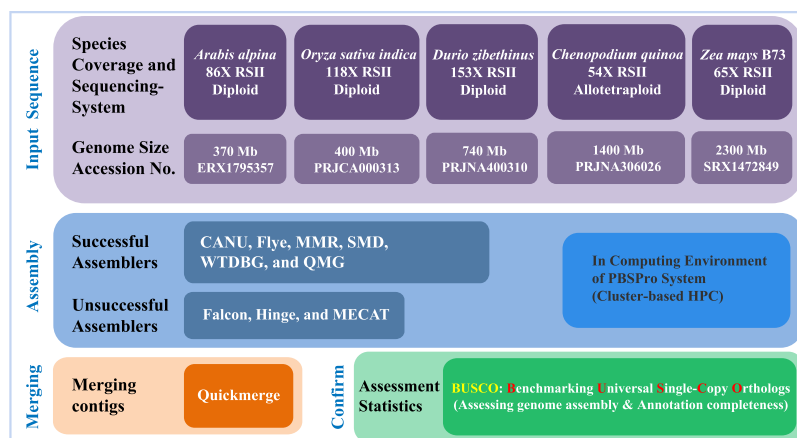 Input Sequence
Species
Coverage and
Sequencing-
System
Arabis alpina
86X RSII
Diploid
Oryza sativa indica
118X RSII
Diploid
Durio zibethinus
153X RSII
Diploid
Chenopodium quinoa
54X RSII
Allotetraploid
Zea mays B73
65X RSII
Diploid
Genome Size
Accession No.
370 Mb
ERX1795357
400 Mb
PRJCA000313
740 Mb
PRJNA400310
1400 Mb
PRJNA306026
2300 Mb
SRX1472849
Assembly
Successful
Assemblers
CANU, Flye, MMR, SMD,
WTDBG, and QMG
Unsuccessful
Assemblers
Falcon, Hinge, and MECAT
In Computing Environment
of PBSPro System
(Cluster-based HPC)
Merging
Merging
contigs
Quickmerge
Confirm
Assessment
Statistics
BUSCO: Benchmarking Universal Single-Copy Orthologs
(Assessing genome assembly & Annotation completeness)